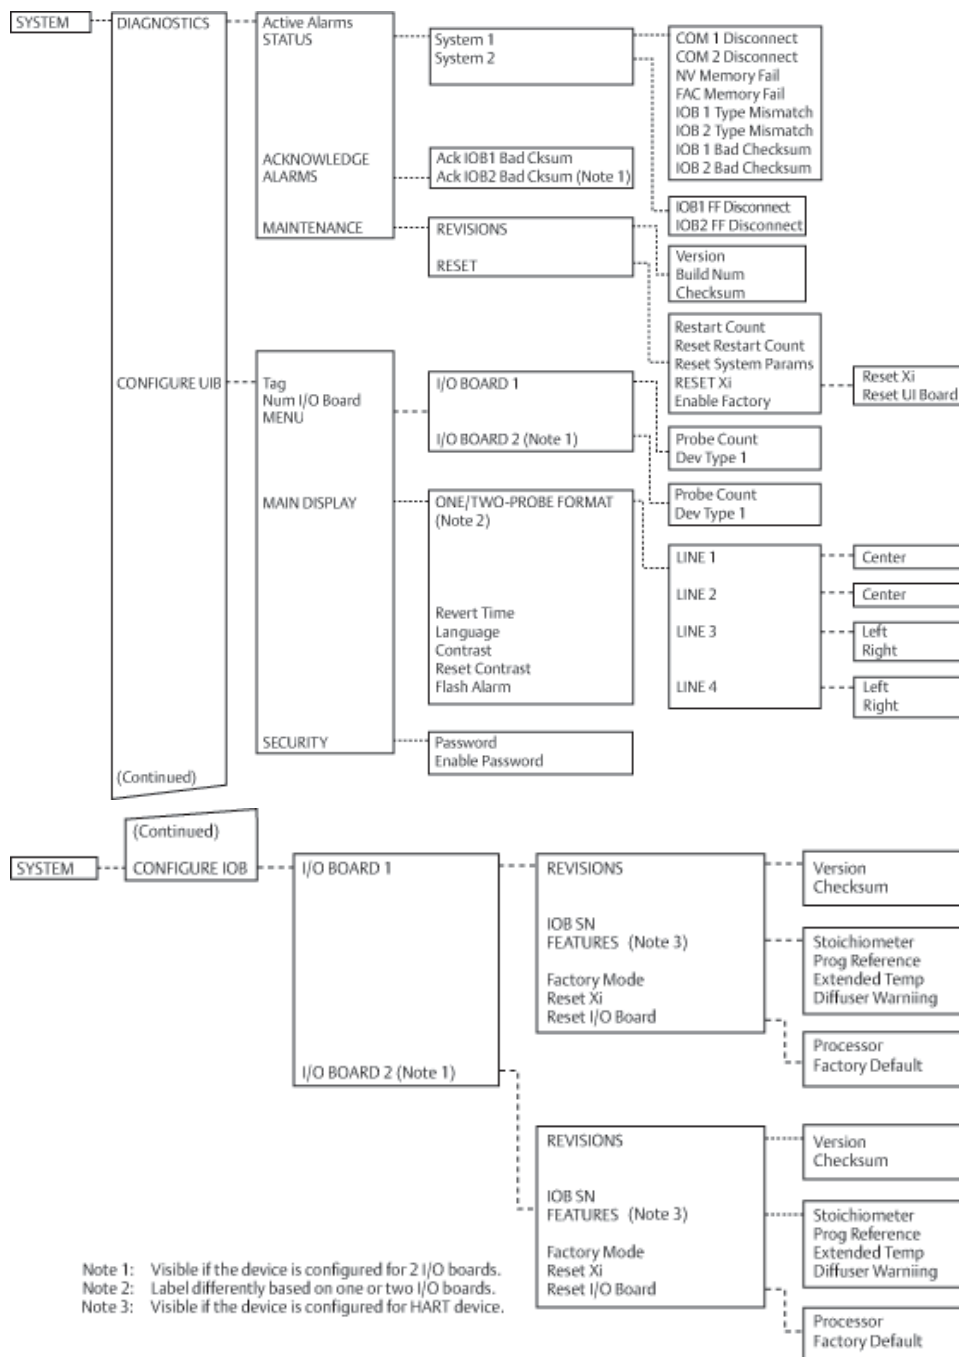 SYSTEM
DIAGNOSTICS
Active Alarms
STATUS
System 1
System 2
COM 1 Disconnect
COM 2 Disconnect
NV Memory Fail
FAC Memory Fail
IOB 1 Type Mismatch
IOB 2 Type Mismatch
IOB 1 Bad Checksum
IOB 2 Bad Checksum
IOB1 FF Disconnect
IOB2 FF Disconnect
ACKNOWLEDGE
ALARMS
Ack IOB1 Bad Cksum
Ack IOB2 Bad Cksum (Note 1)
MAINTENANCE
REVISIONS
RESET
Version
Build Num
Checksum
Restart Count
Reset Restart Count
Reset System Params
RESET Xi
Enable Factory
Reset Xi
Reset UI Board
CONFIGURE UIB
Tag
Num I/O Board
MENU
I/O BOARD 1
I/O BOARD 2 (Note 1)
Probe Count
Dev Type 1
Probe Count
Dev Type 1
MAIN DISPLAY
ONE/TWO-PROBE FORMAT
(Note 2)
Revert Time
Language
Contrast
Reset Contrast
Flash Alarm
LINE 1
Center
LINE 2
Center
LINE 3
Left
Right
LINE 4
Left
Right
SECURITY
Password
Enable Password
(Continued)
(Continued)
SYSTEM
CONFIGURE IOB
I/O BOARD 1
REVISIONS
IOB SN
FEATURES (Note 3)
Factory Mode
Reset Xi
Reset I/O Board
Version
Checksum
Stoichiometer
Prog Reference
Extended Temp
Diffuser Warniing
Processor
Factory Default
I/O BOARD 2 (Note 1)
REVISIONS
IOB SN
FEATURES (Note 3)
Factory Mode
Reset Xi
Reset I/O Board
Version
Checksum
Stoichiometer
Prog Reference
Extended Temp
Diffuser Warniing
Processor
Factory Default
Note 1: Visible if the device is configured for 2 I/O boards.
Note 2: Label differently based on one or two I/O boards.
Note 3: Visible if the device is configured for HART device.